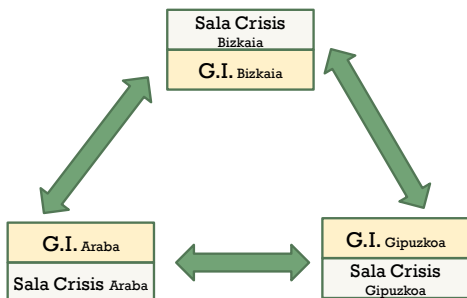 Sala Crisis
Bizkaia
G.I. Bizkaia
G.I. Araba
Sala Crisis Araba
G.I. Gipuzkoa
Sala Crisis
Gipuzkoa